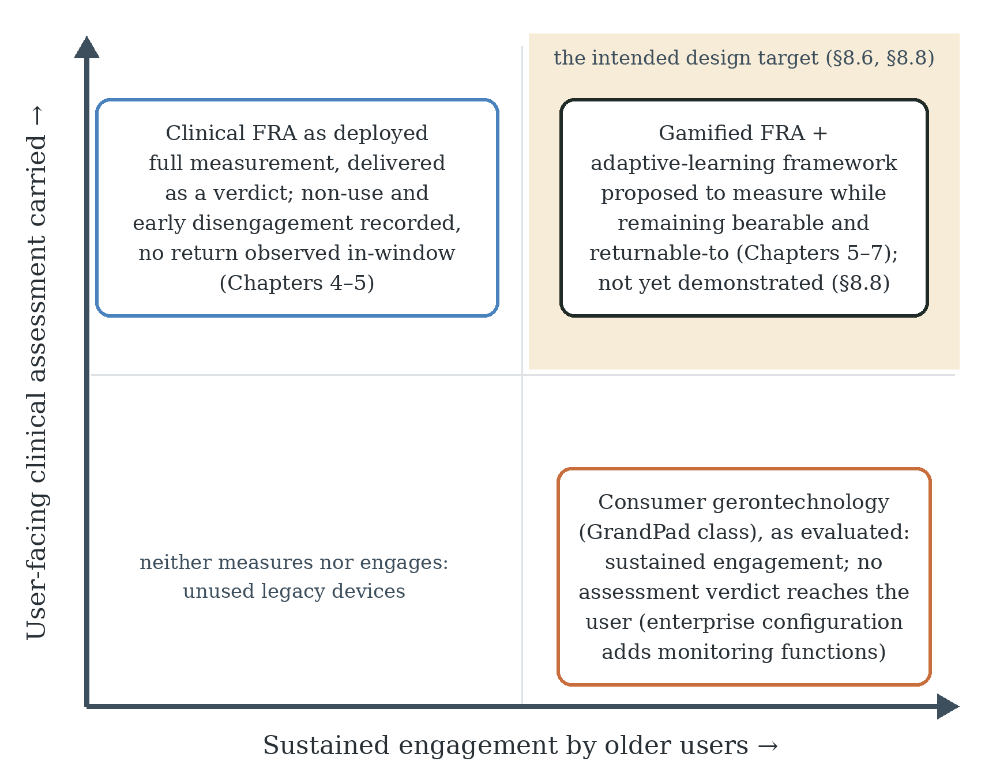 the intended design target (§8.6, §8.8)
Clinical FRA as deployed
full measurement, delivered
as a verdict; non-use and
early disengagement recorded,
no return observed in-window
(Chapters 4–5)
Gamified FRA +
adaptive-learning framework
proposed to measure while
remaining bearable and
returnable-to (Chapters 5–7);
not yet demonstrated (§8.8)
User-facing clinical assessment carried →
neither measures nor engages:
unused legacy devices
Consumer gerontechnology
(GrandPad class), as evaluated:
sustained engagement; no
assessment verdict reaches the
user (enterprise configuration
adds monitoring functions)
Sustained engagement by older users →